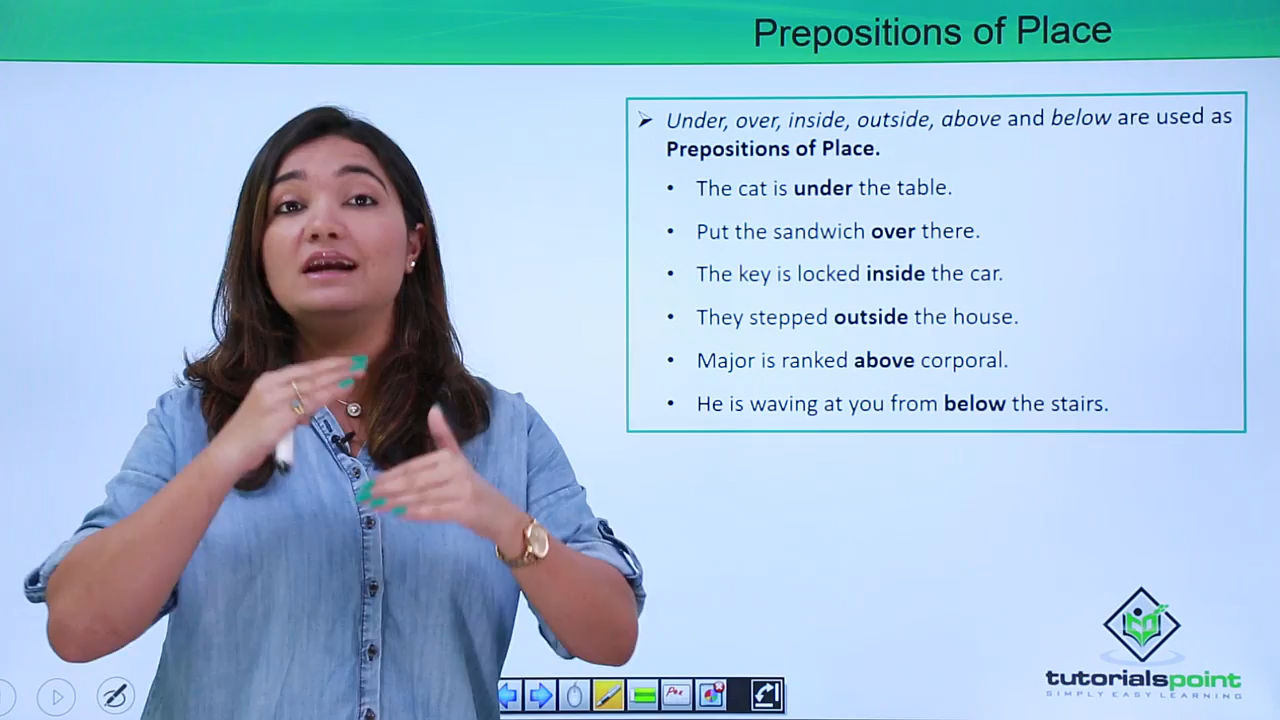 Prepositions of Place
➢ Under, over, inside, outside, above and below are used as
Prepositions of Place.
• The cat is under the table.
• Put the sandwich over there.
• The key is locked inside the car.
• They stepped outside the house.
• Major is ranked above corporal.
• He is waving at you from below the stairs.
tutorialspoint
SIMPLY EASY LEARNING